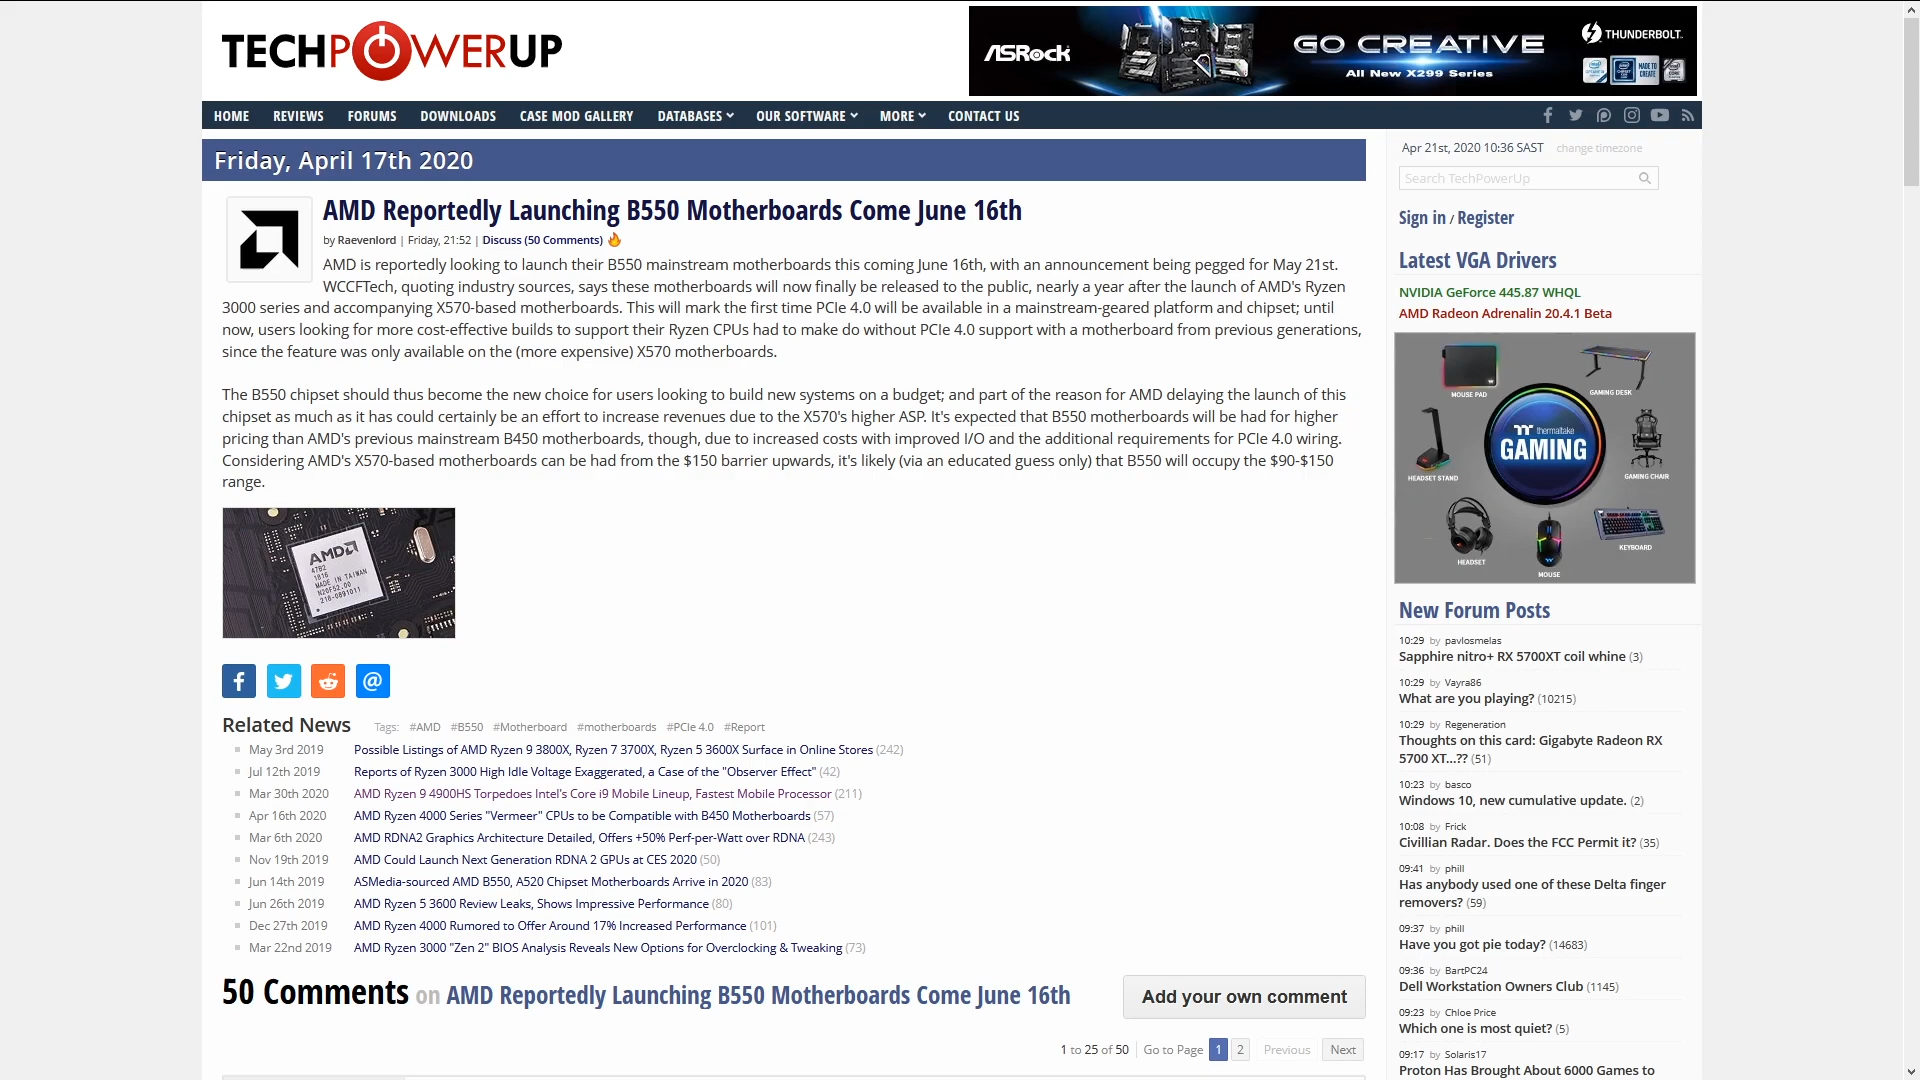 TECHPOWERUP
ASRock
GO CREATIVE
All New X299 Series
THUNDERBOLT.
HOME REVIEWS FORUMS DOWNLOADS CASE MOD GALLERY DATABASES OUR SOFTWARE MORE CONTACT US
Friday, April 17th 2020
AMD Reportedly Launching B550 Motherboards Come June 16th
by Raevenlord | Friday, 21:52 | Discuss (50 Comments)
AMD is reportedly looking to launch their B550 mainstream motherboards this coming June 16th, with an announcement being pegged for May 21st.
WCCFTech, quoting industry sources, says these motherboards will now finally be released to the public, nearly a year after the launch of AMD's Ryzen
3000 series and accompanying X570-based motherboards. This will mark the first time PCIe 4.0 will be available in a mainstream-geared platform and chipset; until
now, users looking for more cost-effective builds to support their Ryzen CPUs had to make do without PCIe 4.0 support with a motherboard from previous generations,
since the feature was only available on the (more expensive) X570 motherboards.
The B550 chipset should thus become the new choice for users looking to build new systems on a budget; and part of the reason for AMD delaying the launch of this
chipset as much as it has could certainly be an effort to increase revenues due to the X570's higher ASP. It's expected that B550 motherboards will be had for higher
pricing than AMD's previous mainstream B450 motherboards, though, due to increased costs with improved I/O and the additional requirements for PCIe 4.0 wiring.
Considering AMD's X570-based motherboards can be had from the $150 barrier upwards, it's likely (via an educated guess only) that B550 will occupy the $90-$150
range.
AMD
47B2
1816
MADE IN TAIWAN
N20F52.00
218-0891011
Related News Tags: #AMD #B550 #Motherboard #motherboards #PCIe 4.0 #Report
May 3rd 2019 Possible Listings of AMD Ryzen 9 3800X, Ryzen 7 3700X, Ryzen 5 3600X Surface in Online Stores (242)
Jul 12th 2019 Reports of Ryzen 3000 High Idle Voltage Exaggerated, a Case of the "Observer Effect" (42)
Mar 30th 2020 AMD Ryzen 9 4900HS Torpedoes Intel's Core i9 Mobile Lineup, Fastest Mobile Processor (211)
Apr 16th 2020 AMD Ryzen 4000 Series "Vermeer" CPUs to be Compatible with B450 Motherboards (57)
Mar 6th 2020 AMD RDNA2 Graphics Architecture Detailed, Offers +50% Perf-per-Watt over RDNA (243)
Nov 19th 2019 AMD Could Launch Next Generation RDNA 2 GPUs at CES 2020 (50)
Jun 14th 2019 ASMedia-sourced AMD B550, A520 Chipset Motherboards Arrive in 2020 (83)
Jun 26th 2019 AMD Ryzen 5 3600 Review Leaks, Shows Impressive Performance (80)
Dec 27th 2019 AMD Ryzen 4000 Rumored to Offer Around 17% Increased Performance (101)
Mar 22nd 2019 AMD Ryzen 3000 "Zen 2" BIOS Analysis Reveals New Options for Overclocking & Tweaking (73)
50 Comments on AMD Reportedly Launching B550 Motherboards Come June 16th
Add your own comment
1 to 25 of 50 Go to Page 1 2 Previous Next
Apr 21st, 2020 10:36 SAST change timezone
Search TechPowerUp
Sign in / Register
Latest VGA Drivers
NVIDIA GeForce 445.87 WHQL
AMD Radeon Adrenalin 20.4.1 Beta
MOUSE PAD
GAMING DESK
thermaltake
GAMING
HEADSET STAND
GAMING CHAIR
HEADSET
MOUSE
KEYBOARD
New Forum Posts
10:29 by pavlosmelas
Sapphire nitro+ RX 5700XT coil whine (3)
10:29 by Vayra86
What are you playing? (10215)
10:29 by Regeneration
Thoughts on this card: Gigabyte Radeon RX
5700 XT...?? (51)
10:23 by basco
Windows 10, new cumulative update. (2)
10:08 by Frick
Civillian Radar. Does the FCC Permit it? (35)
09:41 by phill
Has anybody used one of these Delta finger
removers? (59)
09:37 by phill
Have you got pie today? (14683)
09:36 by BartPC24
Dell Workstation Owners Club (1145)
09:23 by Chloe Price
Which one is most quiet? (5)
09:17 by Solaris17
Proton Has Brought About 6000 Games to